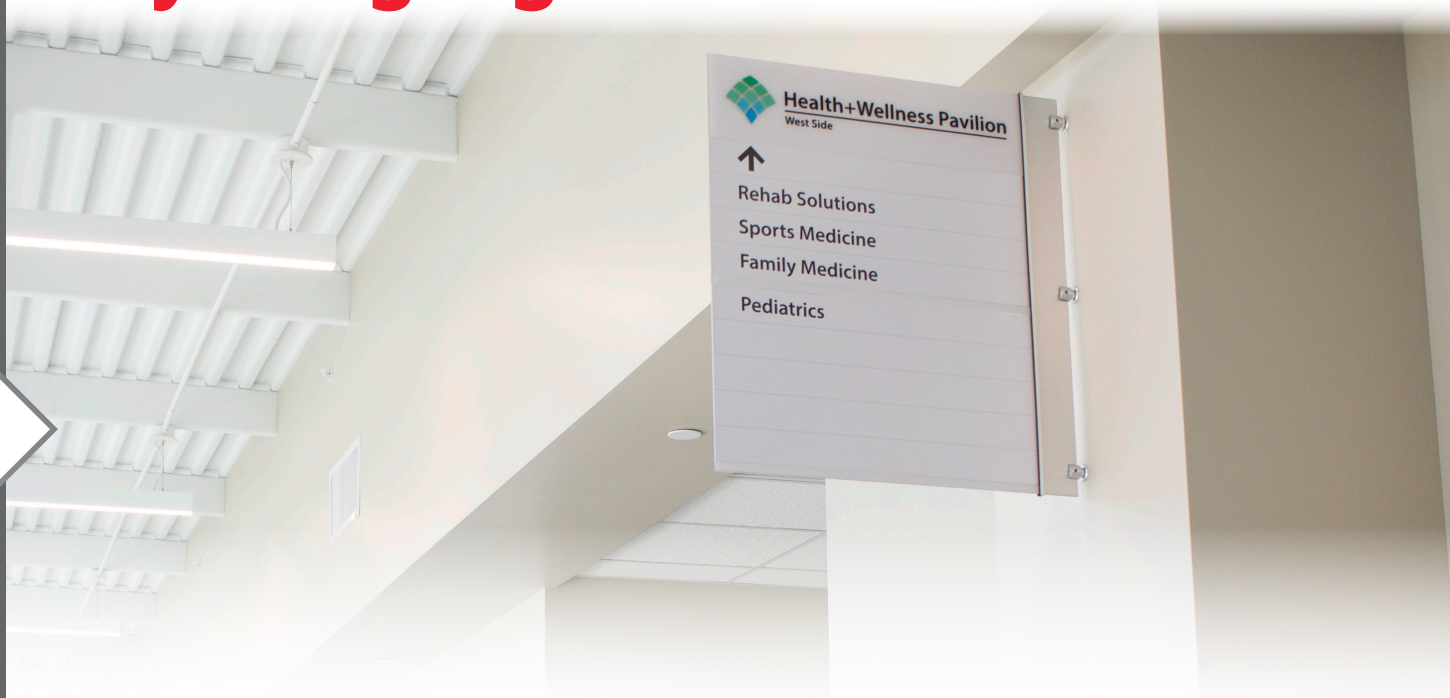 Health+Wellness Pavilion
West Side
↑
Rehab Solutions
Sports Medicine
Family Medicine
Pediatrics